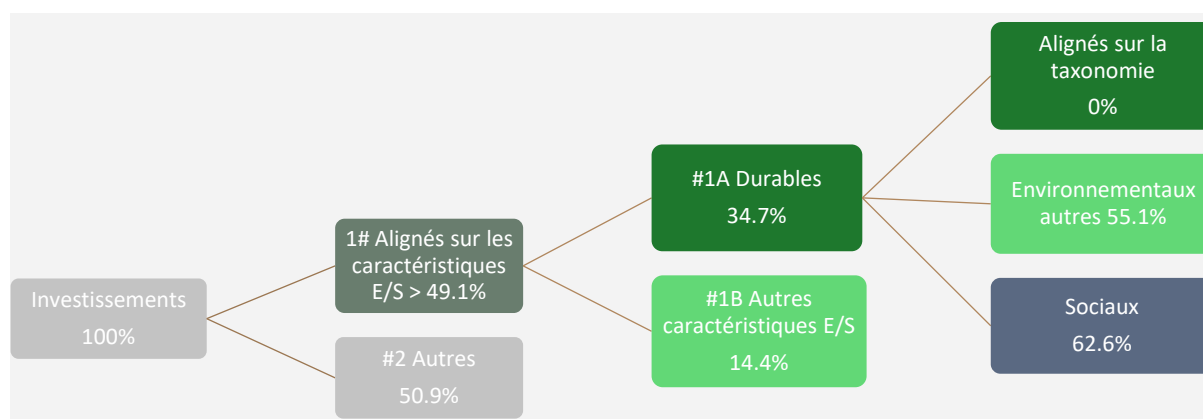 Investissements
100%
1# Alignés sur les
caractéristiques
E/S > 49.1%
#2 Autres
50.9%
#1A Durables
34.7%
#1B Autres
caractéristiques E/S
14.4%
Alignés sur la
taxonomie
0%
Environnementaux
autres 55.1%
Sociaux
62.6%